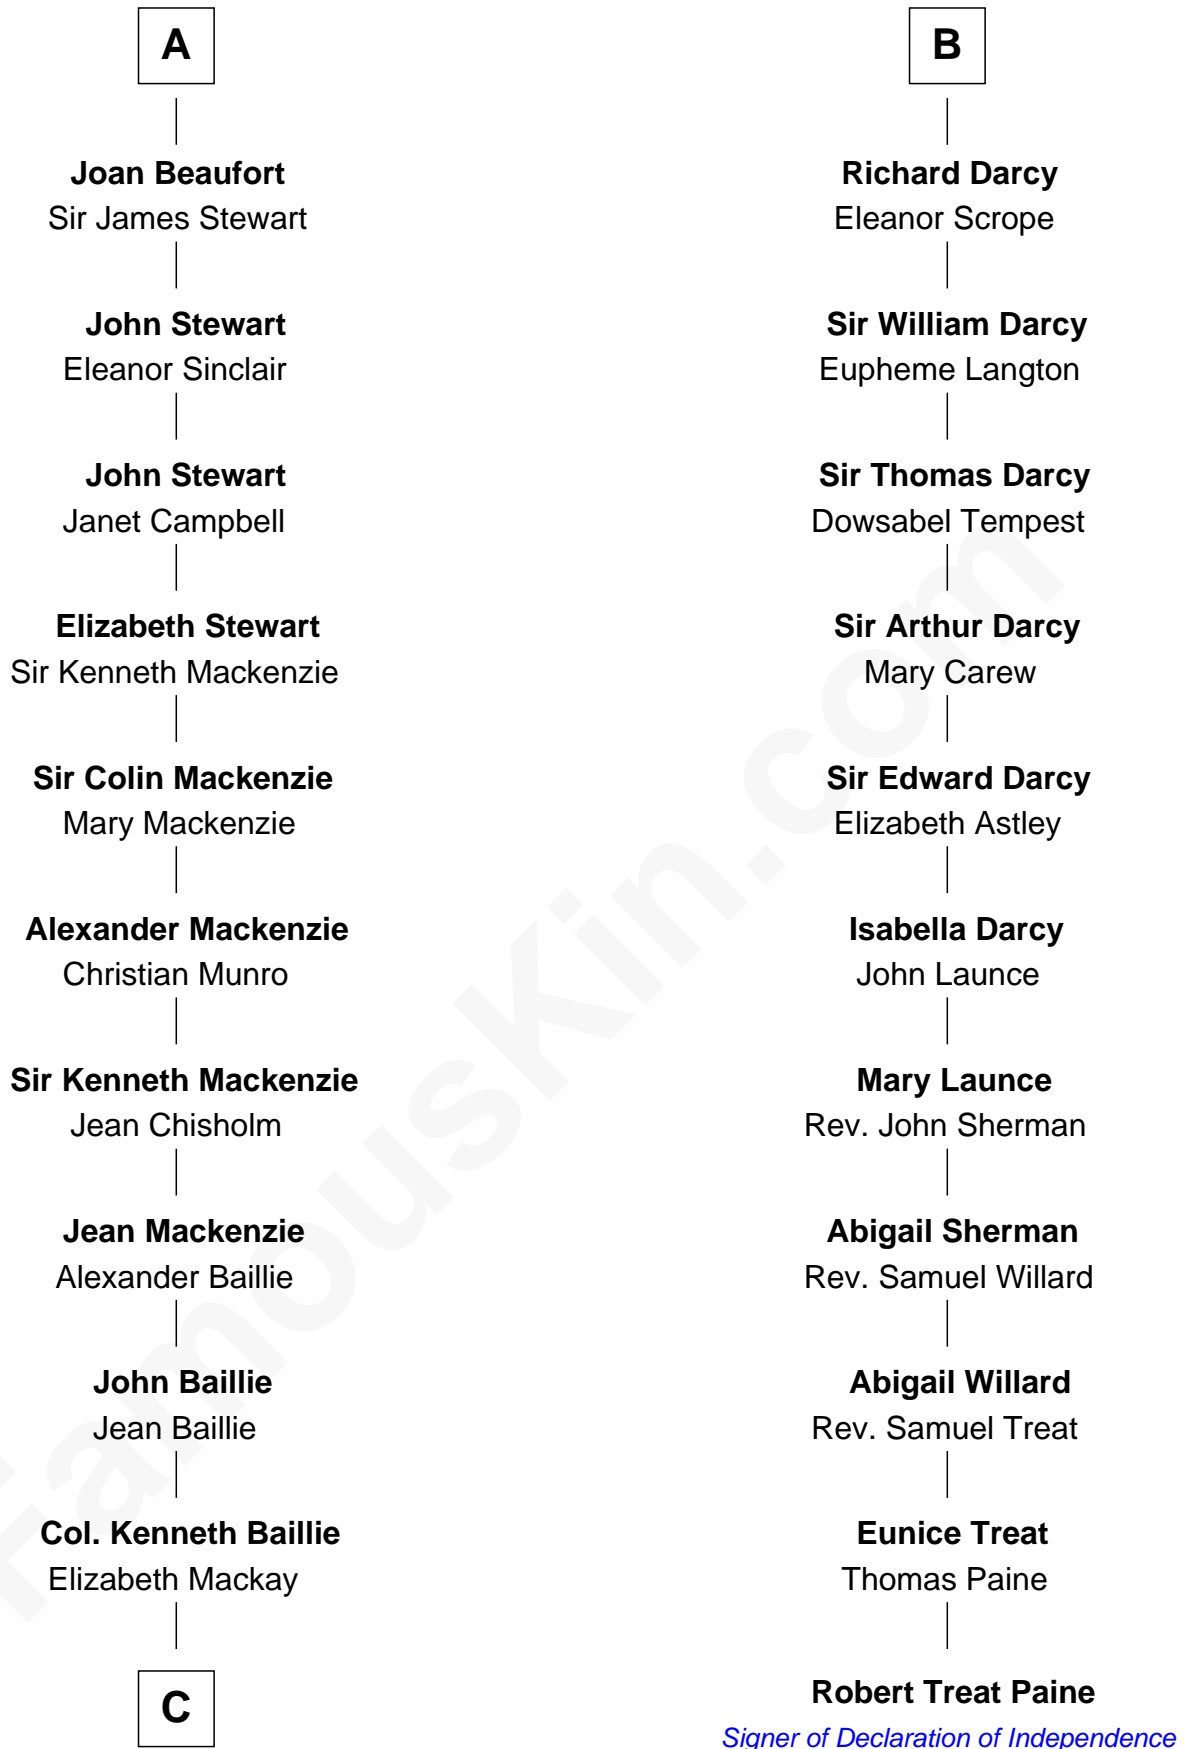 A
Joan Beaufort
Sir James Stewart
John Stewart
Eleanor Sinclair
John Stewart
Janet Campbell
Elizabeth Stewart
Sir Kenneth Mackenzie
Sir Colin Mackenzie
Mary Mackenzie
Alexander Mackenzie
Christian Munro
Sir Kenneth Mackenzie
Jean Chisholm
Jean Mackenzie
Alexander Baillie
John Baillie
Jean Baillie
Col. Kenneth Baillie
Elizabeth Mackay
C
B
Richard Darcy
Eleanor Scrope
Sir William Darcy
Eupheme Langton
Sir Thomas Darcy
Dowsabel Tempest
Sir Arthur Darcy
Mary Carew
Sir Edward Darcy
Elizabeth Astley
Isabella Darcy
John Launce
Mary Launce
Rev. John Sherman
Abigail Sherman
Rev. Samuel Willard
Abigail Willard
Rev. Samuel Treat
Eunice Treat
Thomas Paine
Robert Treat Paine
Signer of Declaration of Independence
FamousKin.com